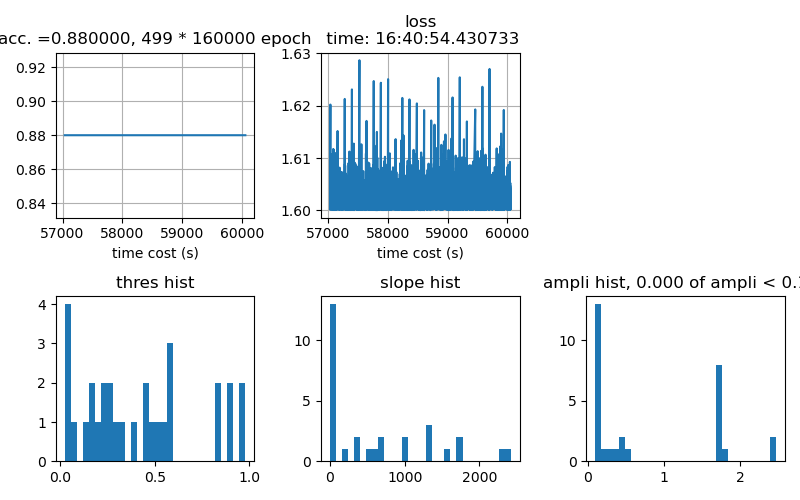 acc. =0.880000, 499 * 160000 epoch
loss
time: 16:40:54.430733
0.92
0.90
0.88
0.86
0.84
57000 58000 59000 60000
time cost (s)
1.63
1.62
1.61
1.60
57000 58000 59000 60000
time cost (s)
thres hist
4
3
2
1
0
0.0 0.5 1.0
slope hist
10
5
0
0 1000 2000
ampli hist, 0.000 of ampli < 0.
10
5
0
0 1 2